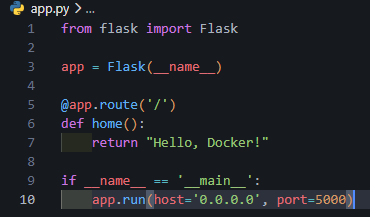 app.py > ...
1 from flask import Flask
2
3 app = Flask(__name__)
4
5 @app.route('/')
6 def home():
7     return "Hello, Docker!"
8
9 if __name__ == '__main__':
10     app.run(host='0.0.0.0', port=5000)